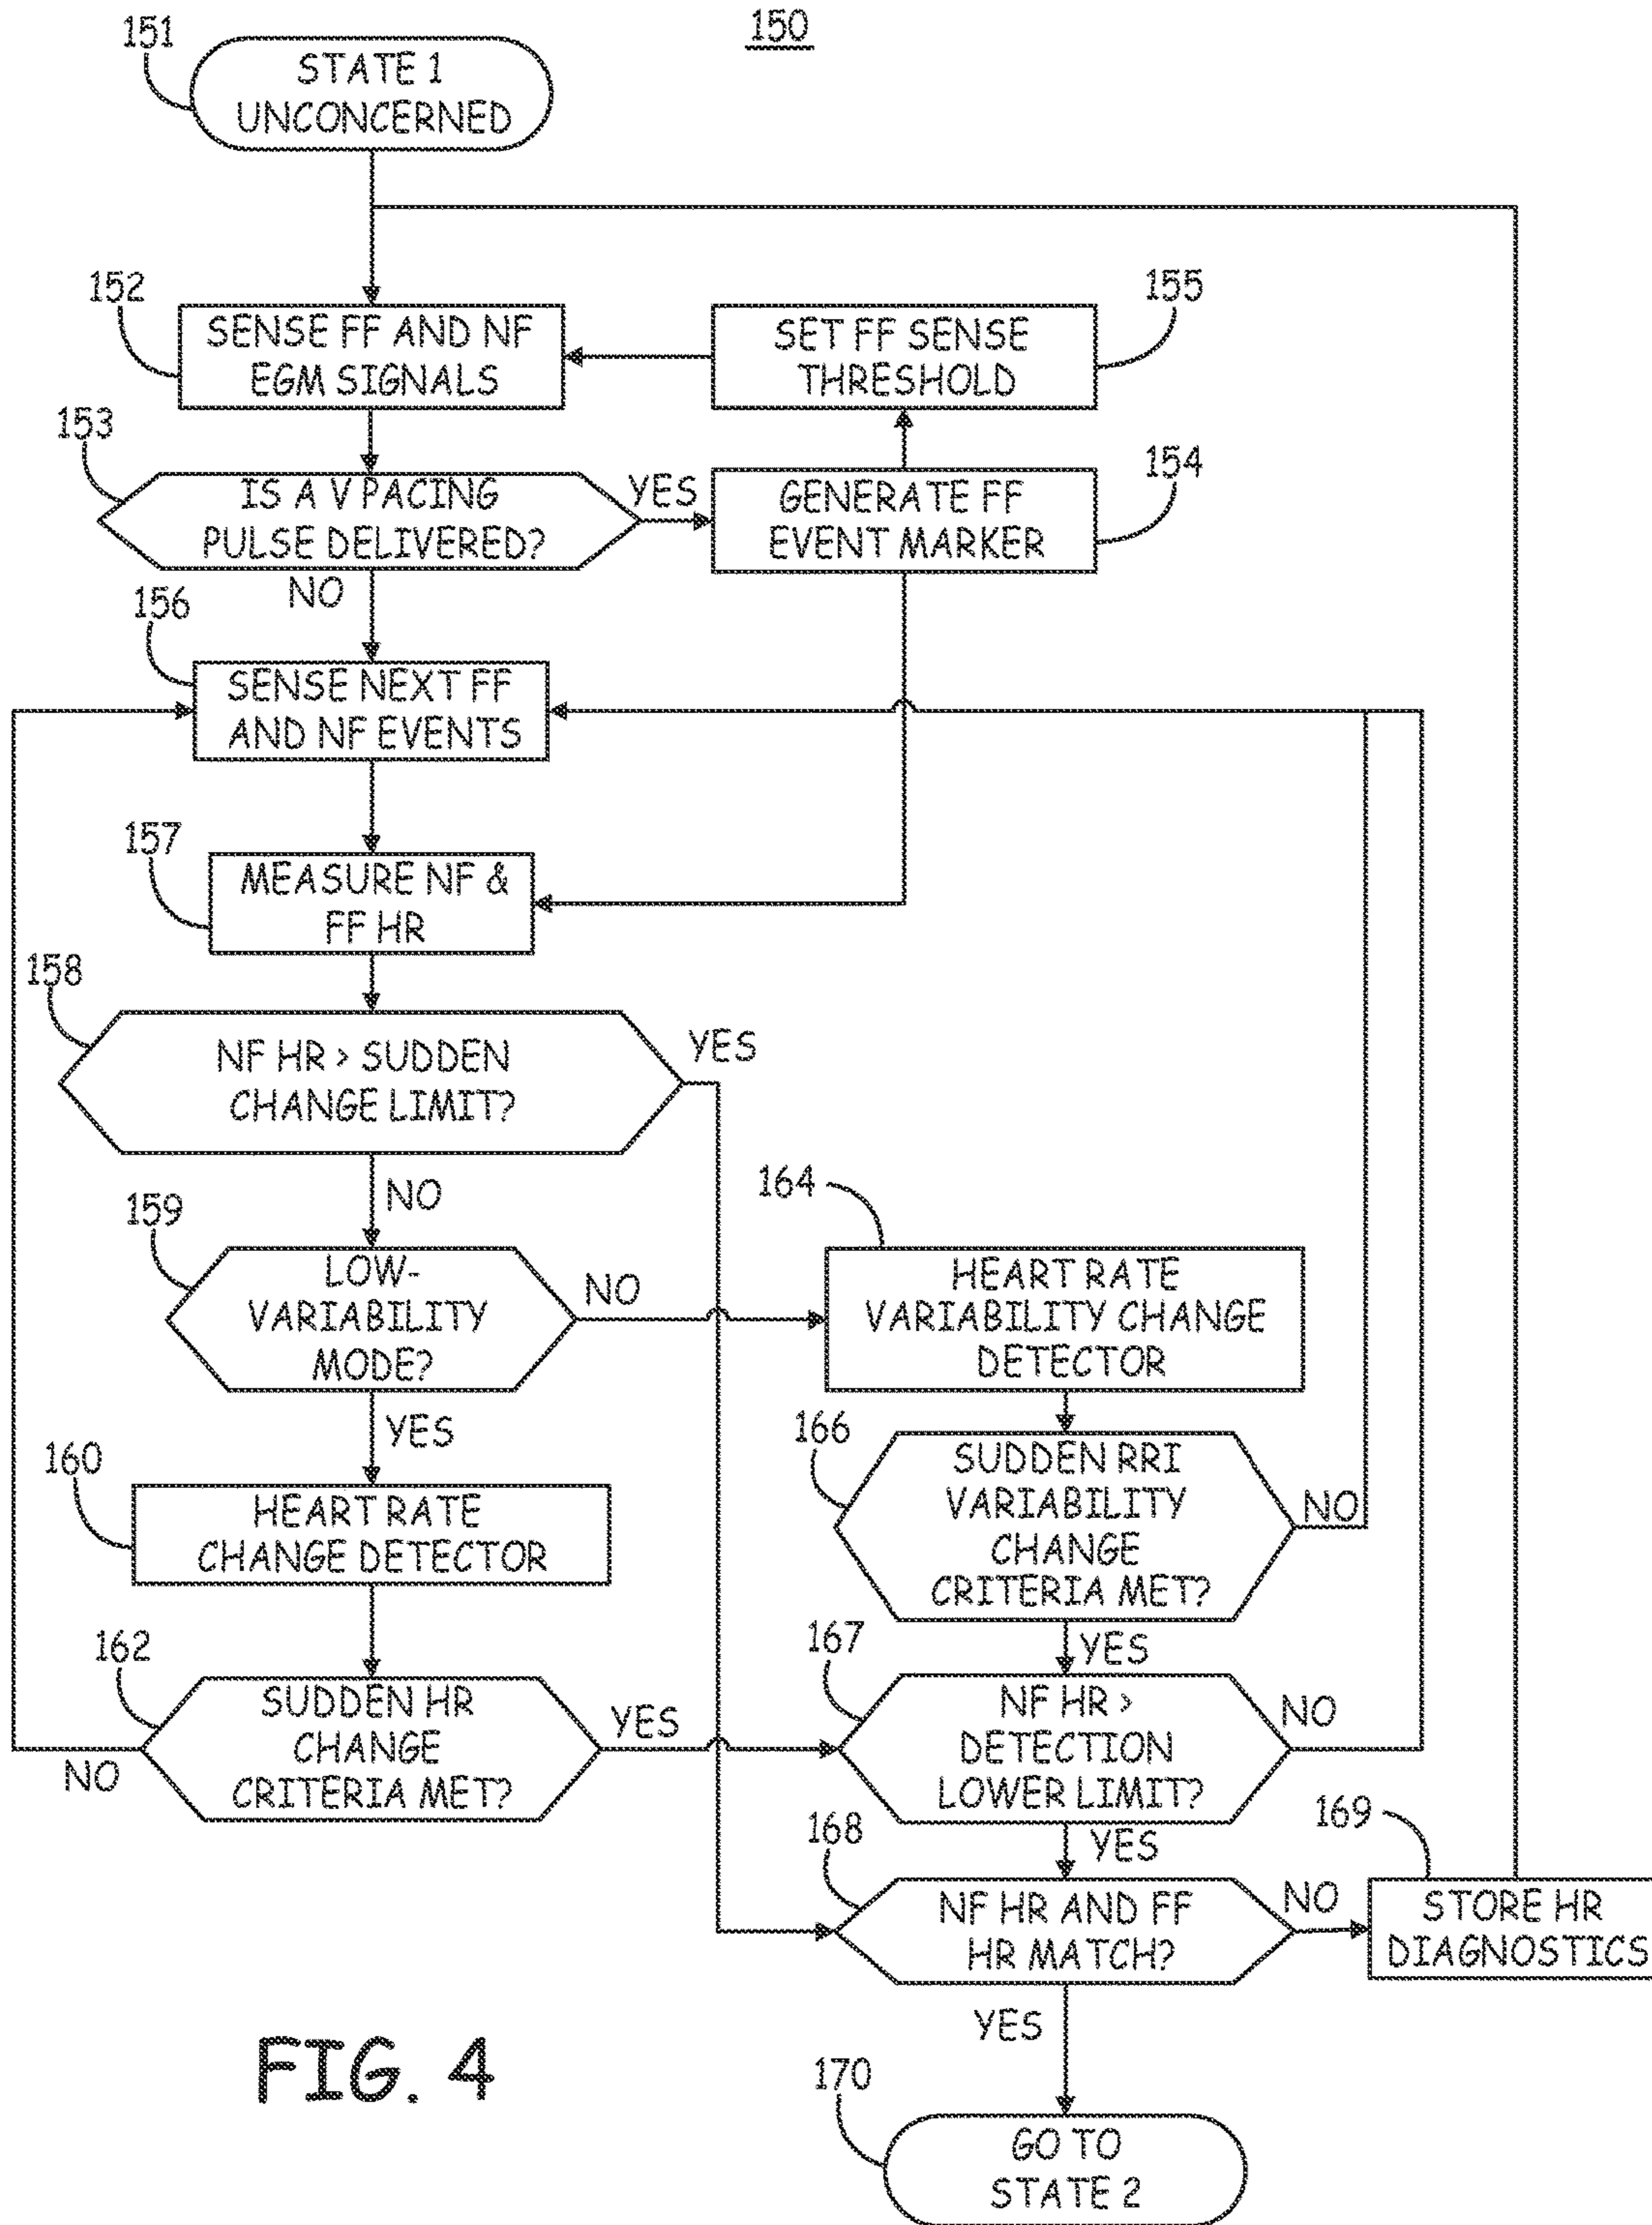 150
151
STATE 1
UNCONCERNED
152
SENSE FF AND NF
EGM SIGNALS
155
SET FF SENSE
THRESHOLD
153
IS A V PACING
PULSE DELIVERED?
YES
NO
154
GENERATE FF
EVENT MARKER
156
SENSE NEXT FF
AND NF EVENTS
157
MEASURE NF &
FF HR
158
NF HR > SUDDEN
CHANGE LIMIT?
YES
NO
159
LOW-
VARIABILITY
MODE?
NO
YES
164
HEART RATE
VARIABILITY CHANGE
DETECTOR
160
HEART RATE
CHANGE DETECTOR
166
SUDDEN RRI
VARIABILITY
CHANGE
CRITERIA MET?
NO
YES
162
SUDDEN HR
CHANGE
CRITERIA MET?
NO
YES
167
NF HR >
DETECTION
LOWER LIMIT?
NO
YES
168
NF HR AND FF
HR MATCH?
NO
YES
169
STORE HR
DIAGNOSTICS
170
GO TO
STATE 2
FIG. 4